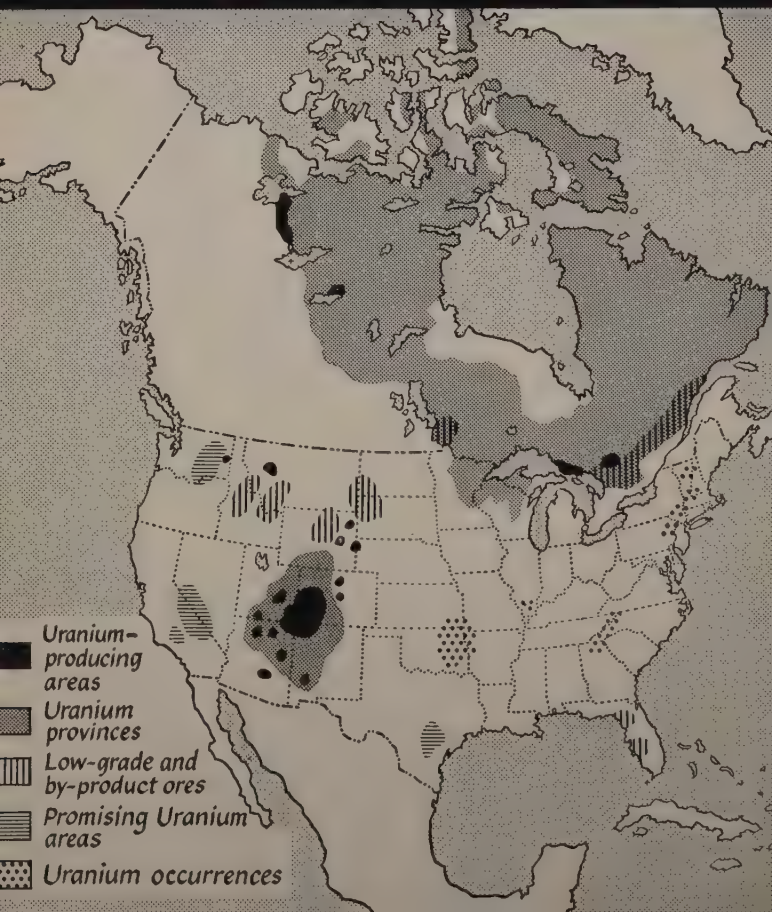 Uranium-
producing
areas
Uranium
provinces
Low-grade and
by-product ores
Promising Uranium
areas
Uranium occurrences